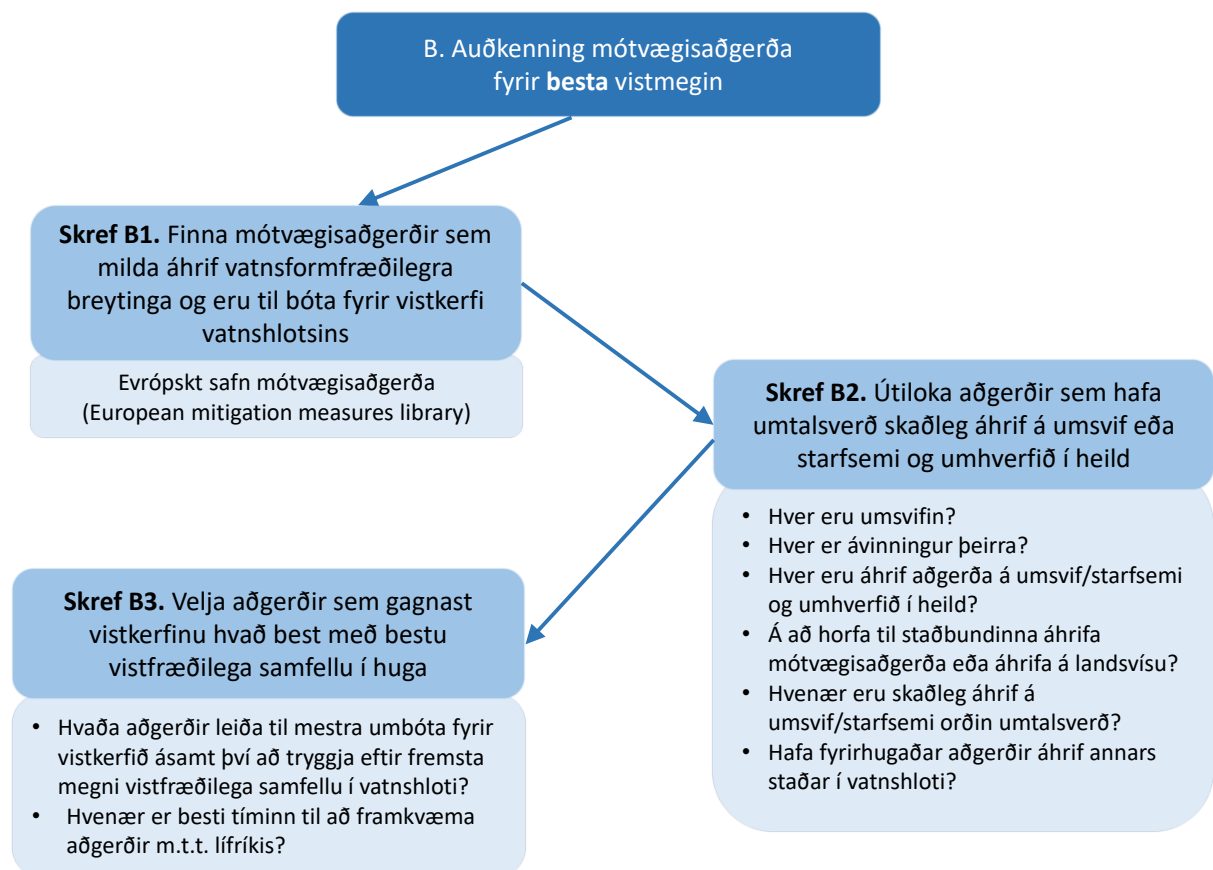 B. Auðkenning mótvægisaðgerða
fyrir besta vistmegin
Skref B1. Finna mótvægisaðgerðir sem
milda áhrif vatnsformfræðilegra
breytinga og eru til bóta fyrir vistkerfi
vatnshlotsins
Evrópskt safn mótvægisaðgerða
(European mitigation measures library)
Skref B2. Útiloka aðgerðir sem hafa
umtalsverð skaðleg áhrif á umsvif eða
starfsemi og umhverfið í heild
• Hver eru umsvifin?
• Hver er ávinningur þeirra?
• Hver eru áhrif aðgerða á umsvif/starfsemi
og umhverfið í heild?
• Á að horfa til staðbundinna áhrifa
mótvægisaðgerða eða áhrifa á landsvísu?
• Hvenær eru skaðleg áhrif á
umsvif/starfsemi orðin umtalsverð?
• Hafa fyrirhugaðar aðgerðir áhrif annars
staðar í vatnshloti?
Skref B3. Velja aðgerðir sem gagnast
vistkerfinu hvað best með bestu
vistfræðilega samfellu í huga
• Hvaða aðgerðir leiða til mestra umbóta fyrir
vistkerfið ásamt því að tryggja eftir fremsta
megni vistfræðilega samfellu í vatnshloti?
• Hvenær er besti tíminn til að framkvæma
aðgerðir m.t.t. lífríkis?